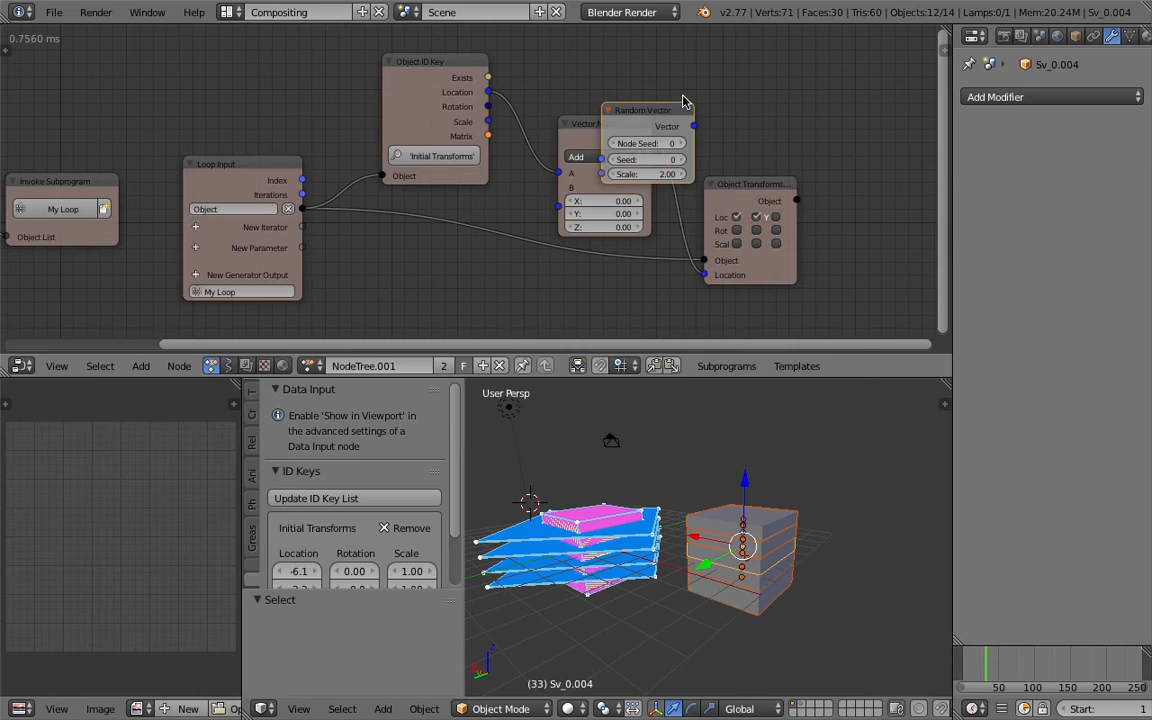 File Render Window Help Compositing Scene Blender Render v2.77 | Verts:71 | Faces:30 | Tris:60 | Objects:12/14 | Lamps:0/1 | Mem:20.24M | Sv_0.004
0.7560 ms
Object ID Key
Exists
Location
Rotation
Scale
Matrix
'Initial Transforms'
Object
Loop Input
Index
Iterations
Object
New Iterator
New Parameter
New Generator Output
My Loop
Invoke Subprogram
My Loop
Object List
Random Vector
Vector
Node Seed: 0
Seed: 0
Scale: 2.00
Add
A
B
X: 0.00
Y: 0.00
Z: 0.00
Object Transforms...
Object
Loc Y
Rot
Scal
Object
Location
Sv_0.004
Add Modifier
View Select Add Node NodeTree.001 2 F Subprograms Templates
Data Input
Enable 'Show in Viewport' in
the advanced settings of a
Data Input node
ID Keys
Update ID Key List
Initial Transforms Remove
Location Rotation Scale
-6.1 0.00 1.00
Select
T
Cr
Rel
Ani
Ph
Greas
User Persp
(33) Sv_0.004
50 100 150 200 250
View Image New Op
View Select Add Object Object Mode Global
Start: 1